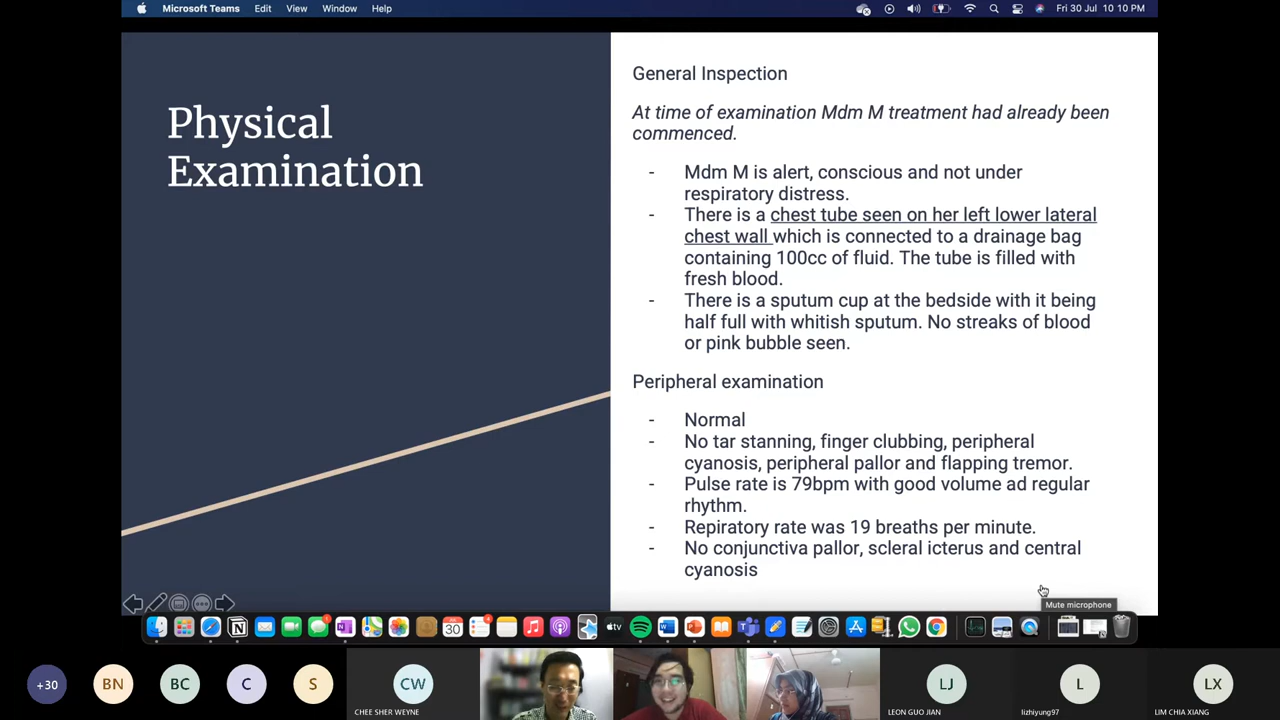 Microsoft Teams Edit View Window Help Fri 30 Jul 10 10 PM
Physical
Examination
General Inspection
At time of examination Mdm M treatment had already been
commenced.
- Mdm M is alert, conscious and not under
respiratory distress.
- There is a chest tube seen on her left lower lateral
chest wall which is connected to a drainage bag
containing 100cc of fluid. The tube is filled with
fresh blood.
- There is a sputum cup at the bedside with it being
half full with whitish sputum. No streaks of blood
or pink bubble seen.
Peripheral examination
- Normal
- No tar stanning, finger clubbing, peripheral
cyanosis, peripheral pallor and flapping tremor.
- Pulse rate is 79bpm with good volume ad regular
rhythm.
- Repiratory rate was 19 breaths per minute.
- No conjunctiva pallor, scleral icterus and central
cyanosis
Mute microphone
JUL
30
tv
+30 BN BC C S CW LJ L LX
CHEE SHER WEYNE LEON GUO JIAN lizhiyung97 LIM CHIA XIANG